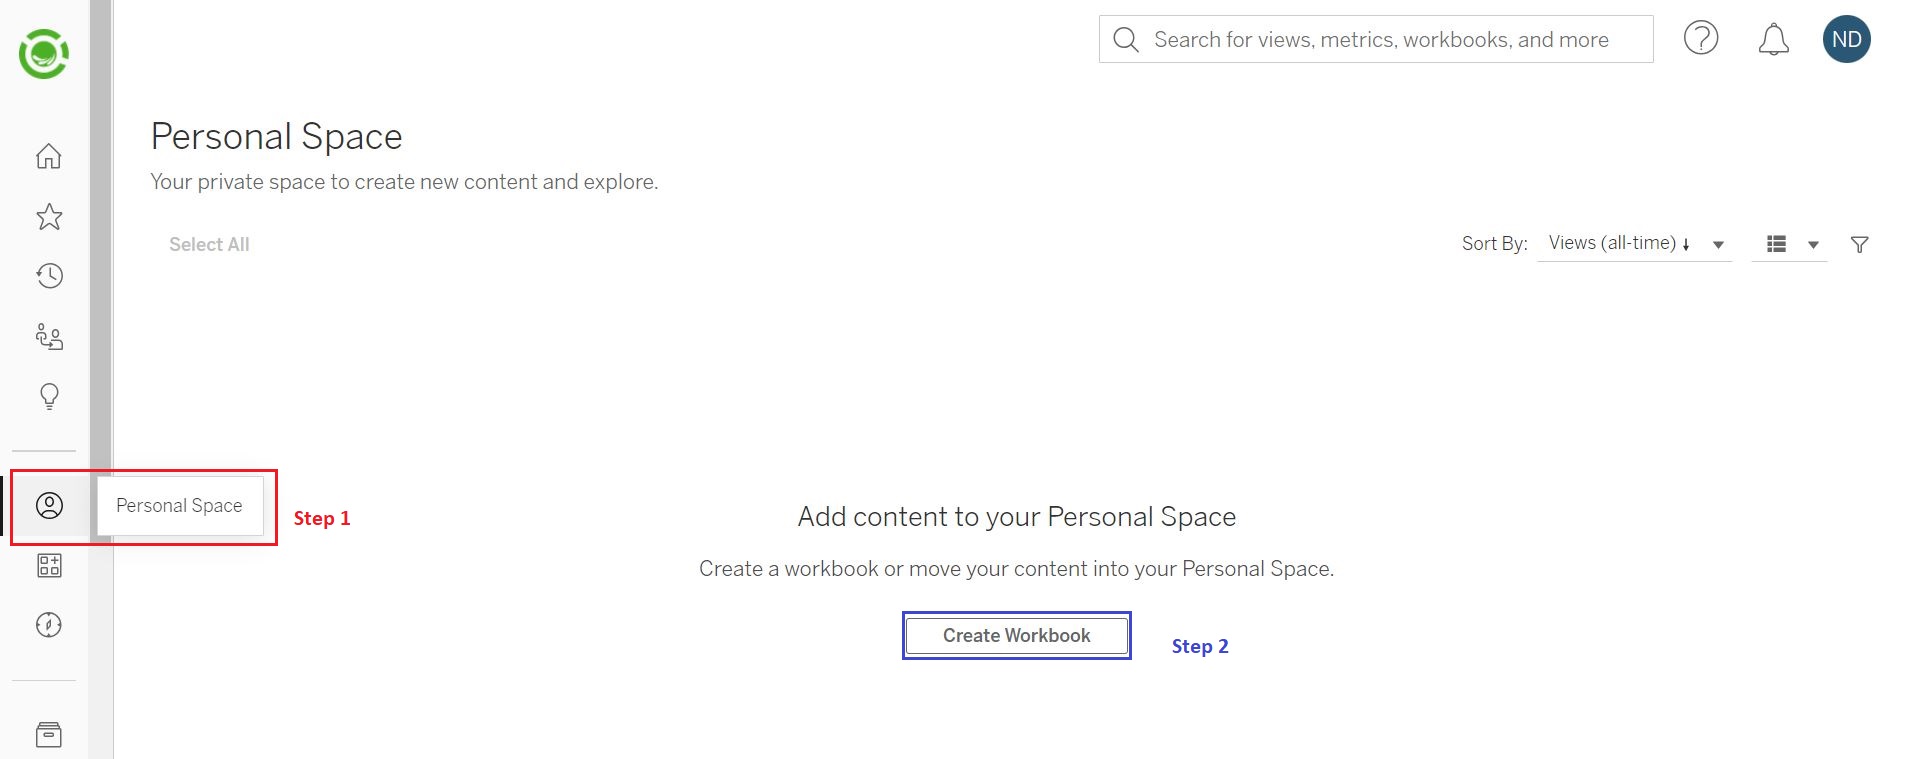 Search for views, metrics, workbooks, and more
ND
Personal Space
Your private space to create new content and explore.
Select All
Sort By: Views (all-time)
Personal Space
Step 1
Add content to your Personal Space
Create a workbook or move your content into your Personal Space.
Create Workbook
Step 2